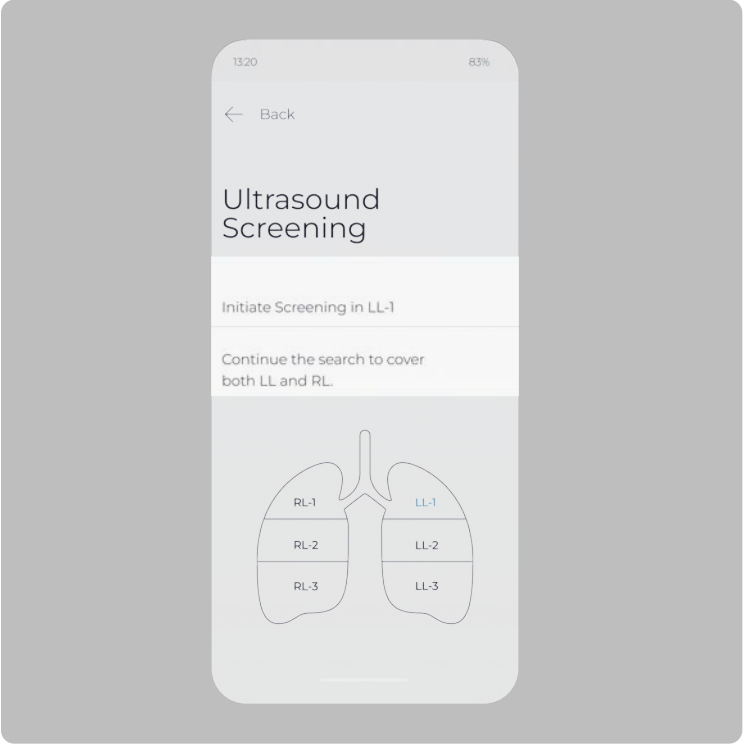 13:20 83%
Back
Ultrasound
Screening
Initiate Screening in LL-1
Continue the search to cover
both LL and RL.
RL-1 LL-1
RL-2 LL-2
RL-3 LL-3